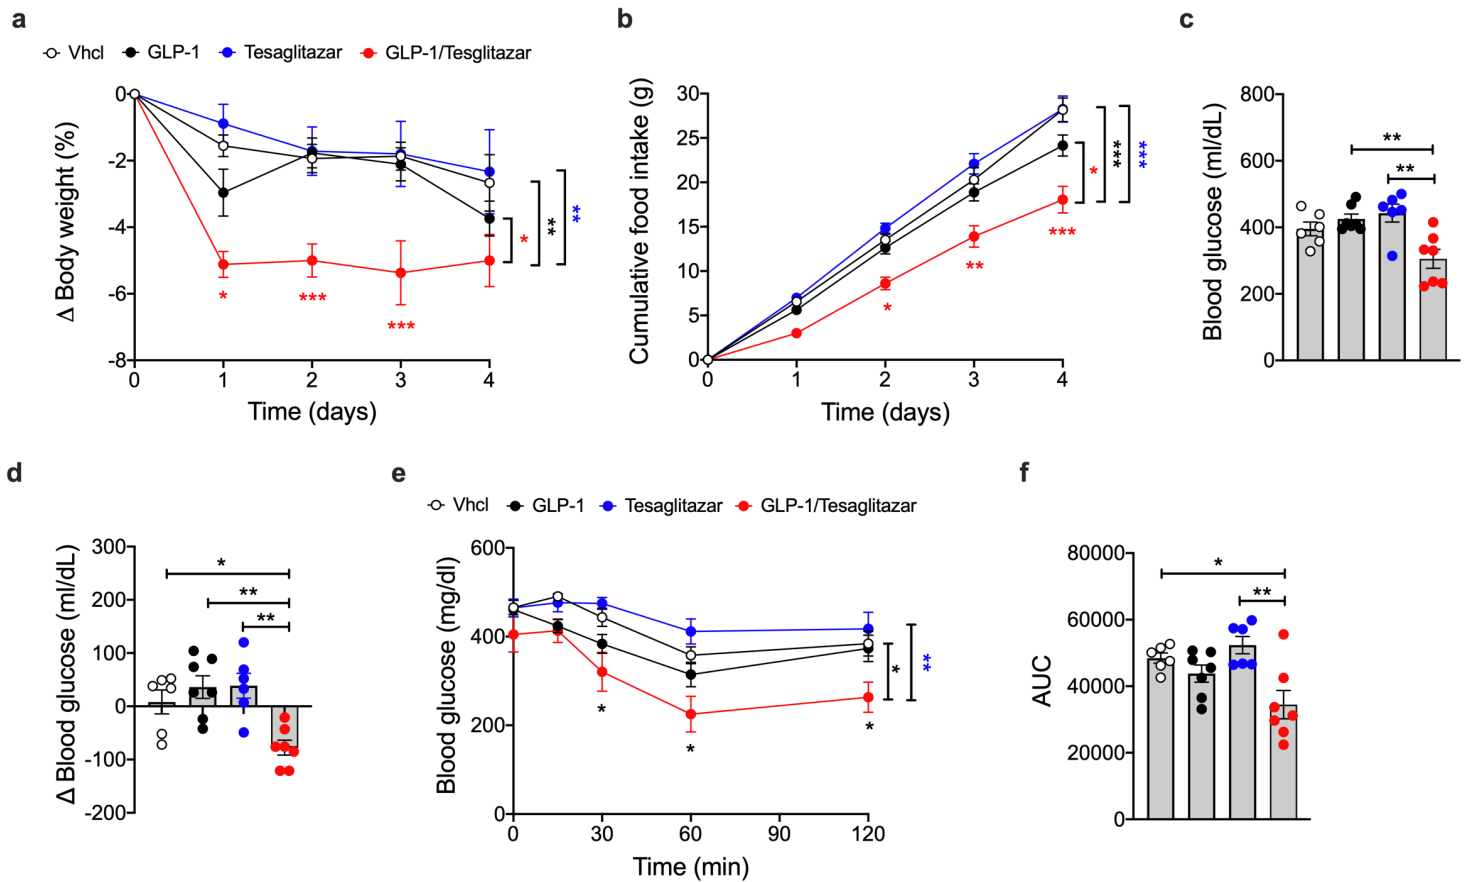 a
Vhcl GLP-1 Tesaglitazar GLP-1/Tesglitazar
Δ Body weight (%)
0
-2
-4
-6
-8
* *** ***
* ** **
0 1 2 3 4
Time (days)
b
Cumulative food intake (g)
30
25
20
15
10
5
0
* ** ***
* *** ***
0 1 2 3 4
Time (days)
c
Blood glucose (ml/dL)
800
600
400
200
0
**
**
d
Δ Blood glucose (ml/dL)
300
200
100
0
-100
-200
*
**
**
e
Vhcl GLP-1 Tesaglitazar GLP-1/Tesaglitazar
Blood glucose (mg/dl)
600
400
200
0
* * *
* **
0 30 60 90 120
Time (min)
f
AUC
80000
60000
40000
20000
0
*
**